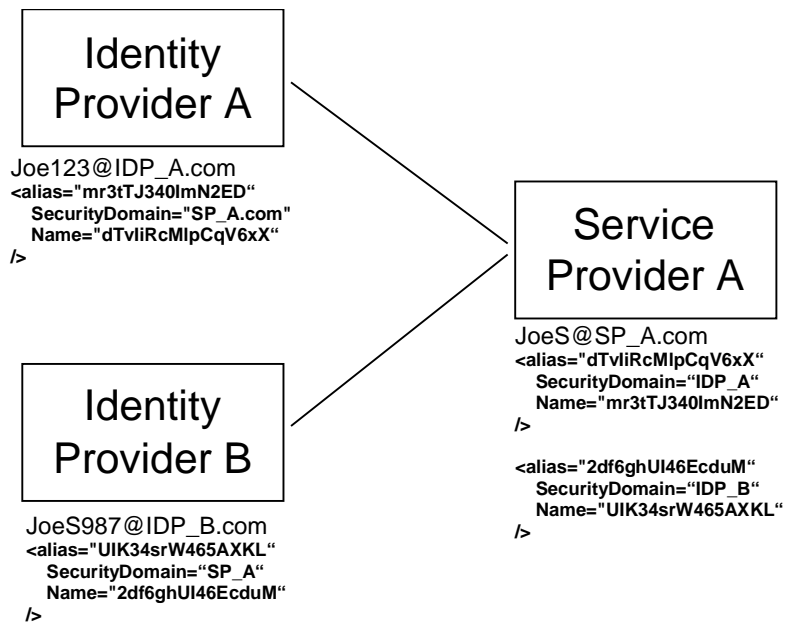 Identity
Provider A
Joe123@IDP_A.com
<alias="mr3tTJ340ImN2ED“
SecurityDomain="SP_A.com"
Name="dTvIiRcMlpCqV6xX“
/>
Service
Provider A
JoeS@SP_A.com
<alias="dTvIiRcMlpCqV6xX“
SecurityDomain=“IDP_A“
Name="mr3tTJ340ImN2ED“
/>
<alias="2df6ghUI46EcduM“
SecurityDomain=“IDP_B“
Name="UIK34srW465AXKL“
/>
Identity
Provider B
JoeS987@IDP_B.com
<alias="UIK34srW465AXKL“
SecurityDomain=“SP_A“
Name="2df6ghUI46EcduM“
/>